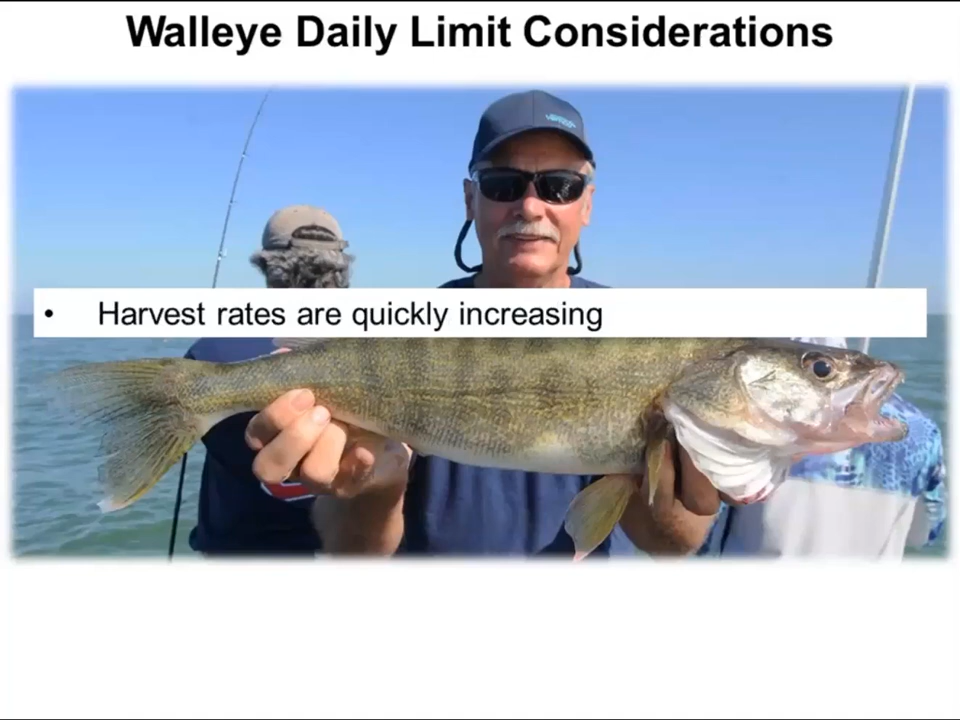 Walleye Daily Limit Considerations
• Harvest rates are quickly increasing